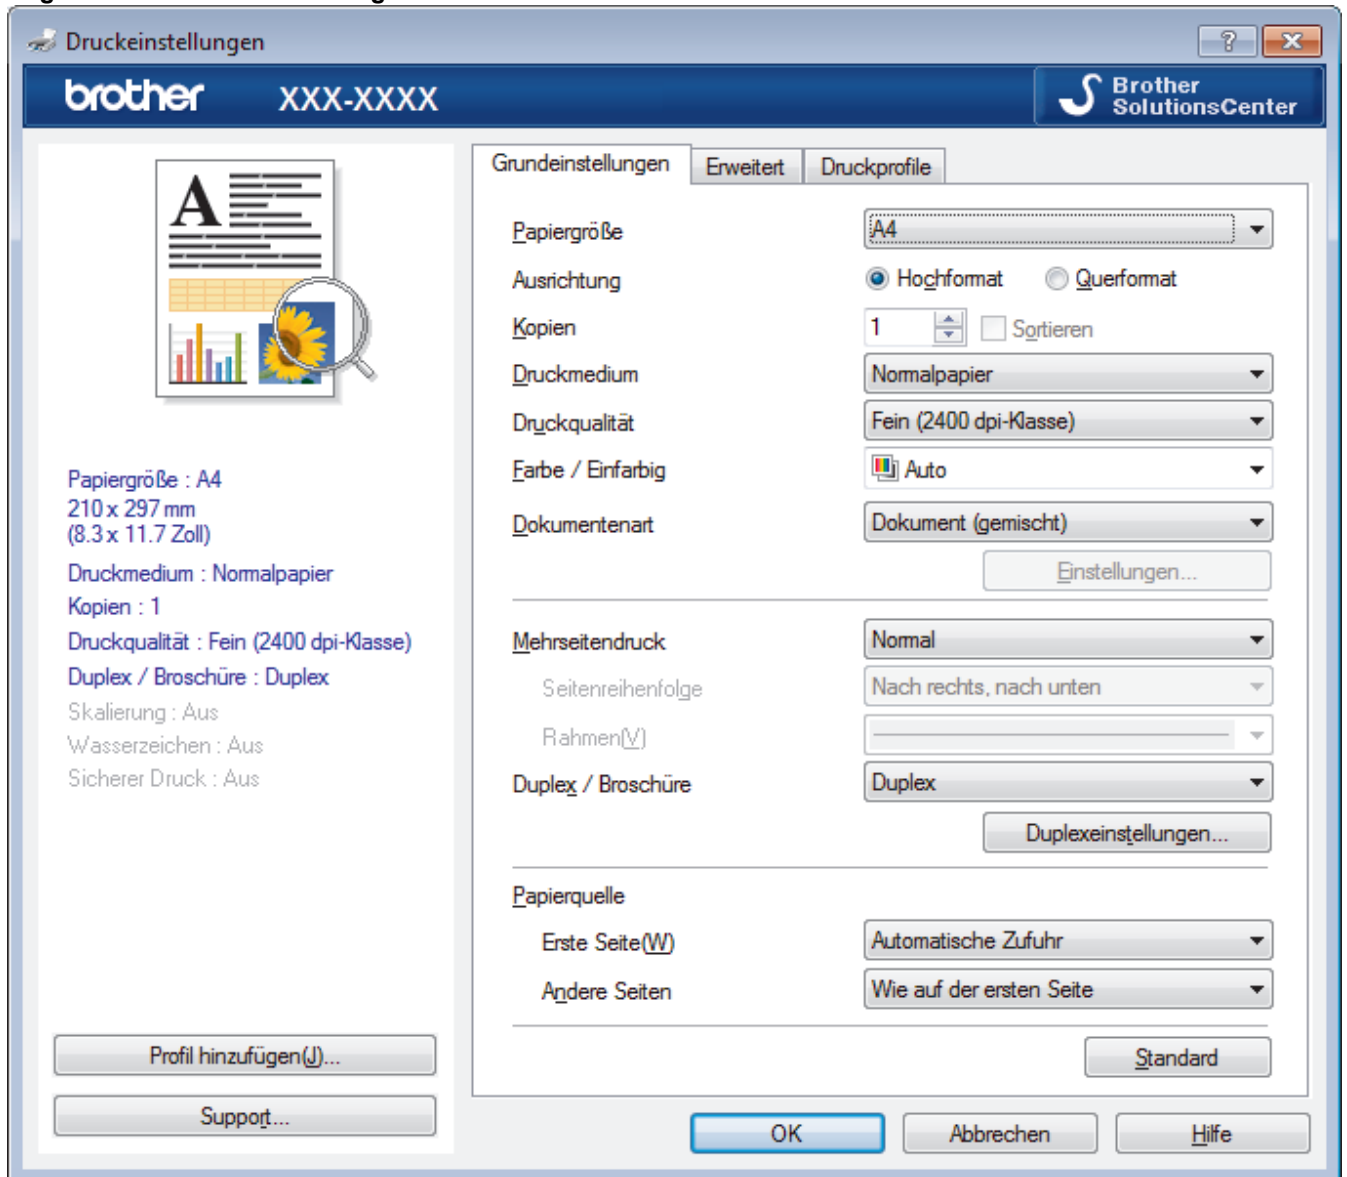 Druckeinstellungen
brother XXX-XXXX
Brother
SolutionsCenter
A
Papiergröße : A4
210 x 297 mm
(8.3 x 11.7 Zoll)
Druckmedium : Normalpapier
Kopien : 1
Druckqualität : Fein (2400 dpi-Klasse)
Duplex / Broschüre : Duplex
Skalierung : Aus
Wasserzeichen : Aus
Sicherer Druck : Aus
Profil hinzufügen(J)...
Support...
Grundeinstellungen Erweitert Druckprofile
Papiergröße A4
Ausrichtung Hochformat Querformat
Kopien 1 Sortieren
Druckmedium Normalpapier
Druckqualität Fein (2400 dpi-Klasse)
Farbe / Einfarbig Auto
Dokumentenart Dokument (gemischt)
Einstellungen...
Mehrseitendruck Normal
Seitenreihenfolge Nach rechts, nach unten
Rahmen(V)
Duplex / Broschüre Duplex
Duplexeinstellungen...
Papierquelle
Erste Seite(W) Automatische Zufuhr
Andere Seiten Wie auf der ersten Seite
Standard
OK Abbrechen Hilfe